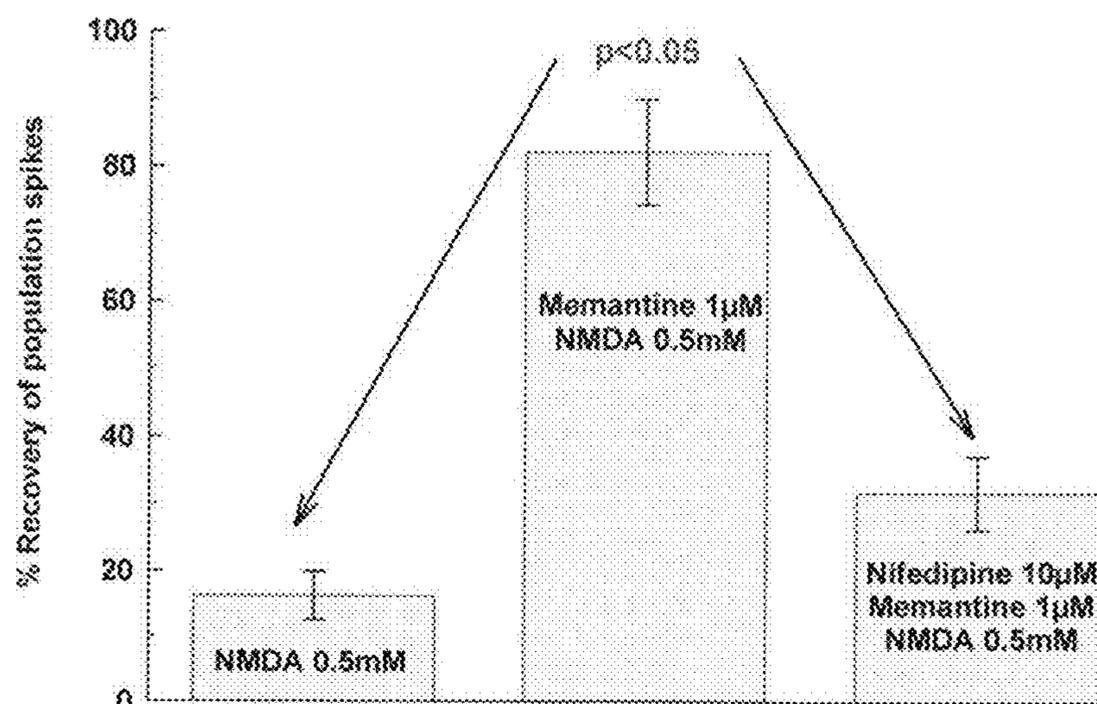 100
80
60
40
20
0
% Recovery of population spikes
p<0.05
Memantine 1µM
NMDA 0.5mM
NMDA 0.5mM
Nifedipine 10µM
Memantine 1µM
NMDA 0.5mM